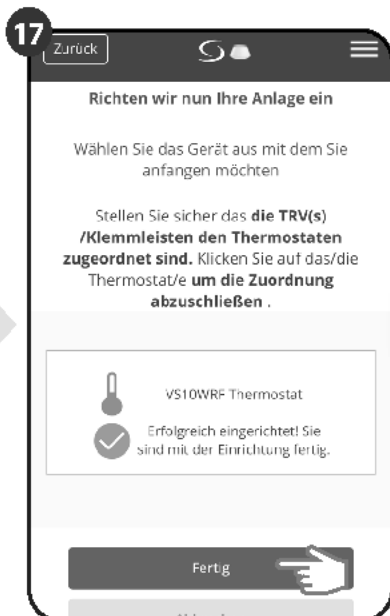 17
Zurück
Richten wir nun Ihre Anlage ein
Wählen Sie das Gerät aus mit dem Sie
anfangen möchten
Stellen Sie sicher das die TRV(s)
/Klemmleisten den Thermostaten
zugeordnet sind. Klicken Sie auf das/die
Thermostat/e um die Zuordnung
abzuschließen .
VS10WRF Thermostat
Erfolgreich eingerichtet! Sie
sind mit der Einrichtung fertig.
Fertig